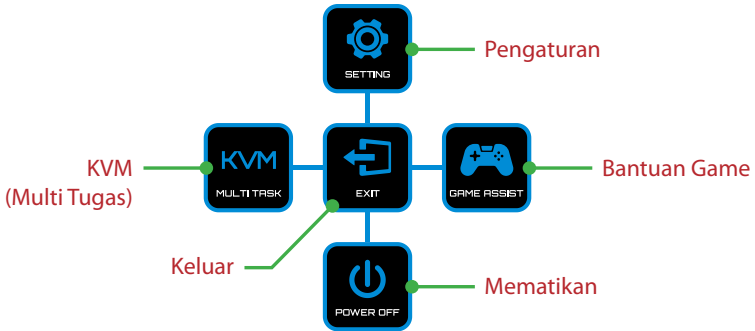 SETTING
Pengaturan
KVM
(Multi Tugas)
KVM
MULTI TASK
EXIT
GAME ASSIST
Bantuan Game
Keluar
POWER OFF
Mematikan